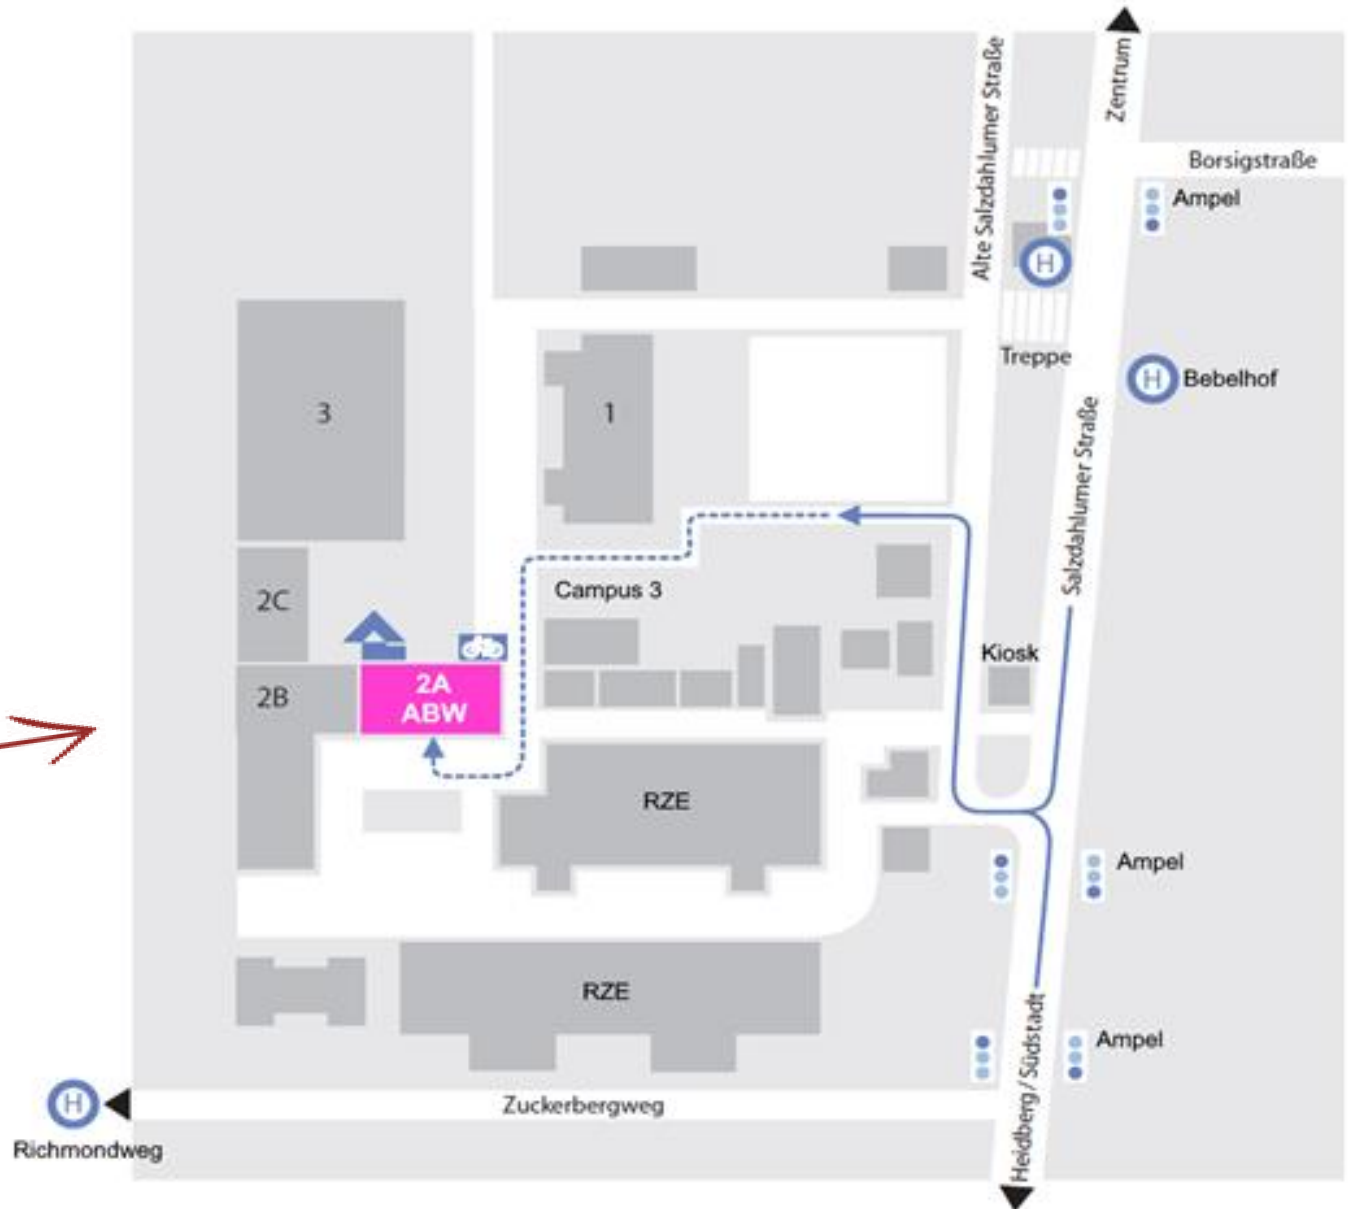 Zentrum
Alte Salzdahlumer Straße
Borsigstraße
Ampel
H
Treppe
H Bebelhof
3
1
Salzdahlumer Straße
2C
Campus 3
Kiosk
2B
2A
ABW
RZE
Ampel
RZE
Heidberg / Südstadt
Ampel
H
Zuckerbergweg
Richmondweg